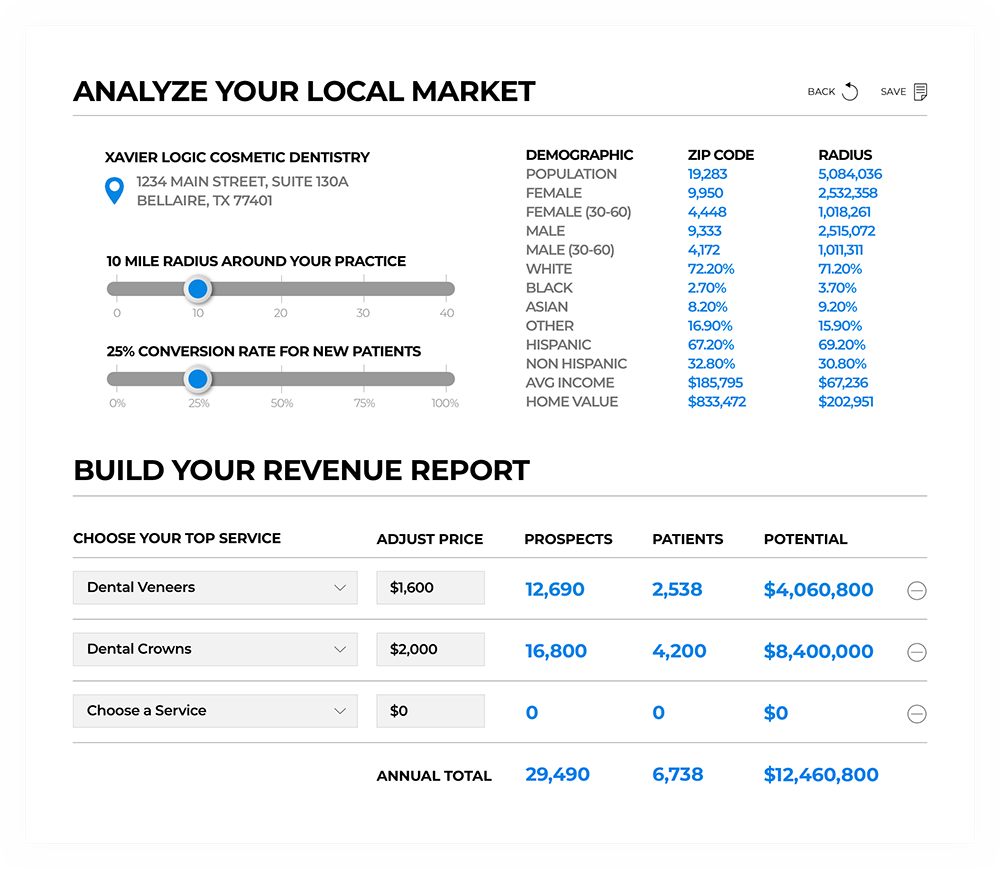 ANALYZE YOUR LOCAL MARKET
BACK SAVE
XAVIER LOGIC COSMETIC DENTISTRY
1234 MAIN STREET, SUITE 130A
BELLAIRE, TX 77401
10 MILE RADIUS AROUND YOUR PRACTICE
0 10 20 30 40
25% CONVERSION RATE FOR NEW PATIENTS
0% 25% 50% 75% 100%
DEMOGRAPHIC ZIP CODE RADIUS
POPULATION 19,283 5,084,036
FEMALE 9,950 2,532,358
FEMALE (30-60) 4,448 1,018,261
MALE 9,333 2,515,072
MALE (30-60) 4,172 1,011,311
WHITE 72.20% 71.20%
BLACK 2.70% 3.70%
ASIAN 8.20% 9.20%
OTHER 16.90% 15.90%
HISPANIC 67.20% 69.20%
NON HISPANIC 32.80% 30.80%
AVG INCOME $185,795 $67,236
HOME VALUE $833,472 $202,951
BUILD YOUR REVENUE REPORT
CHOOSE YOUR TOP SERVICE ADJUST PRICE PROSPECTS PATIENTS POTENTIAL
Dental Veneers $1,600 12,690 2,538 $4,060,800
Dental Crowns $2,000 16,800 4,200 $8,400,000
Choose a Service $0 0 0 $0
ANNUAL TOTAL 29,490 6,738 $12,460,800